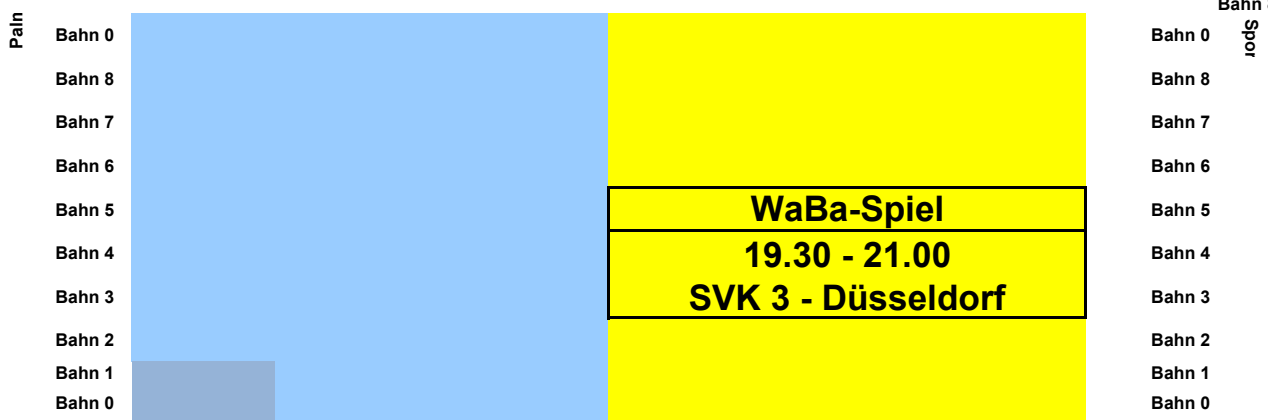 Bahn
Paln
Spor
Bahn 0 Bahn 0
Bahn 8 Bahn 8
Bahn 7 Bahn 7
Bahn 6 Bahn 6
Bahn 5 WaBa-Spiel Bahn 5
Bahn 4 19.30 - 21.00 Bahn 4
Bahn 3 SVK 3 - Düsseldorf Bahn 3
Bahn 2 Bahn 2
Bahn 1 Bahn 1
Bahn 0 Bahn 0